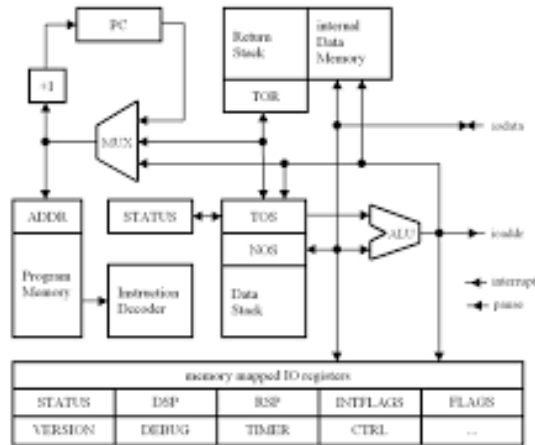 PC
Return
Stack
internal
Data
Memory
+1
TOR
MUX
iodata
ADDR
STATUS
TOS
ALU
ioaddr
NOS
Program
Memory
Instruction
Decoder
Data
Stack
interrupt
pause
memory mapped IO registers
STATUS DSP RSP INTFLAGS FLAGS
VERSION DEBUG TIMER CTRL ...